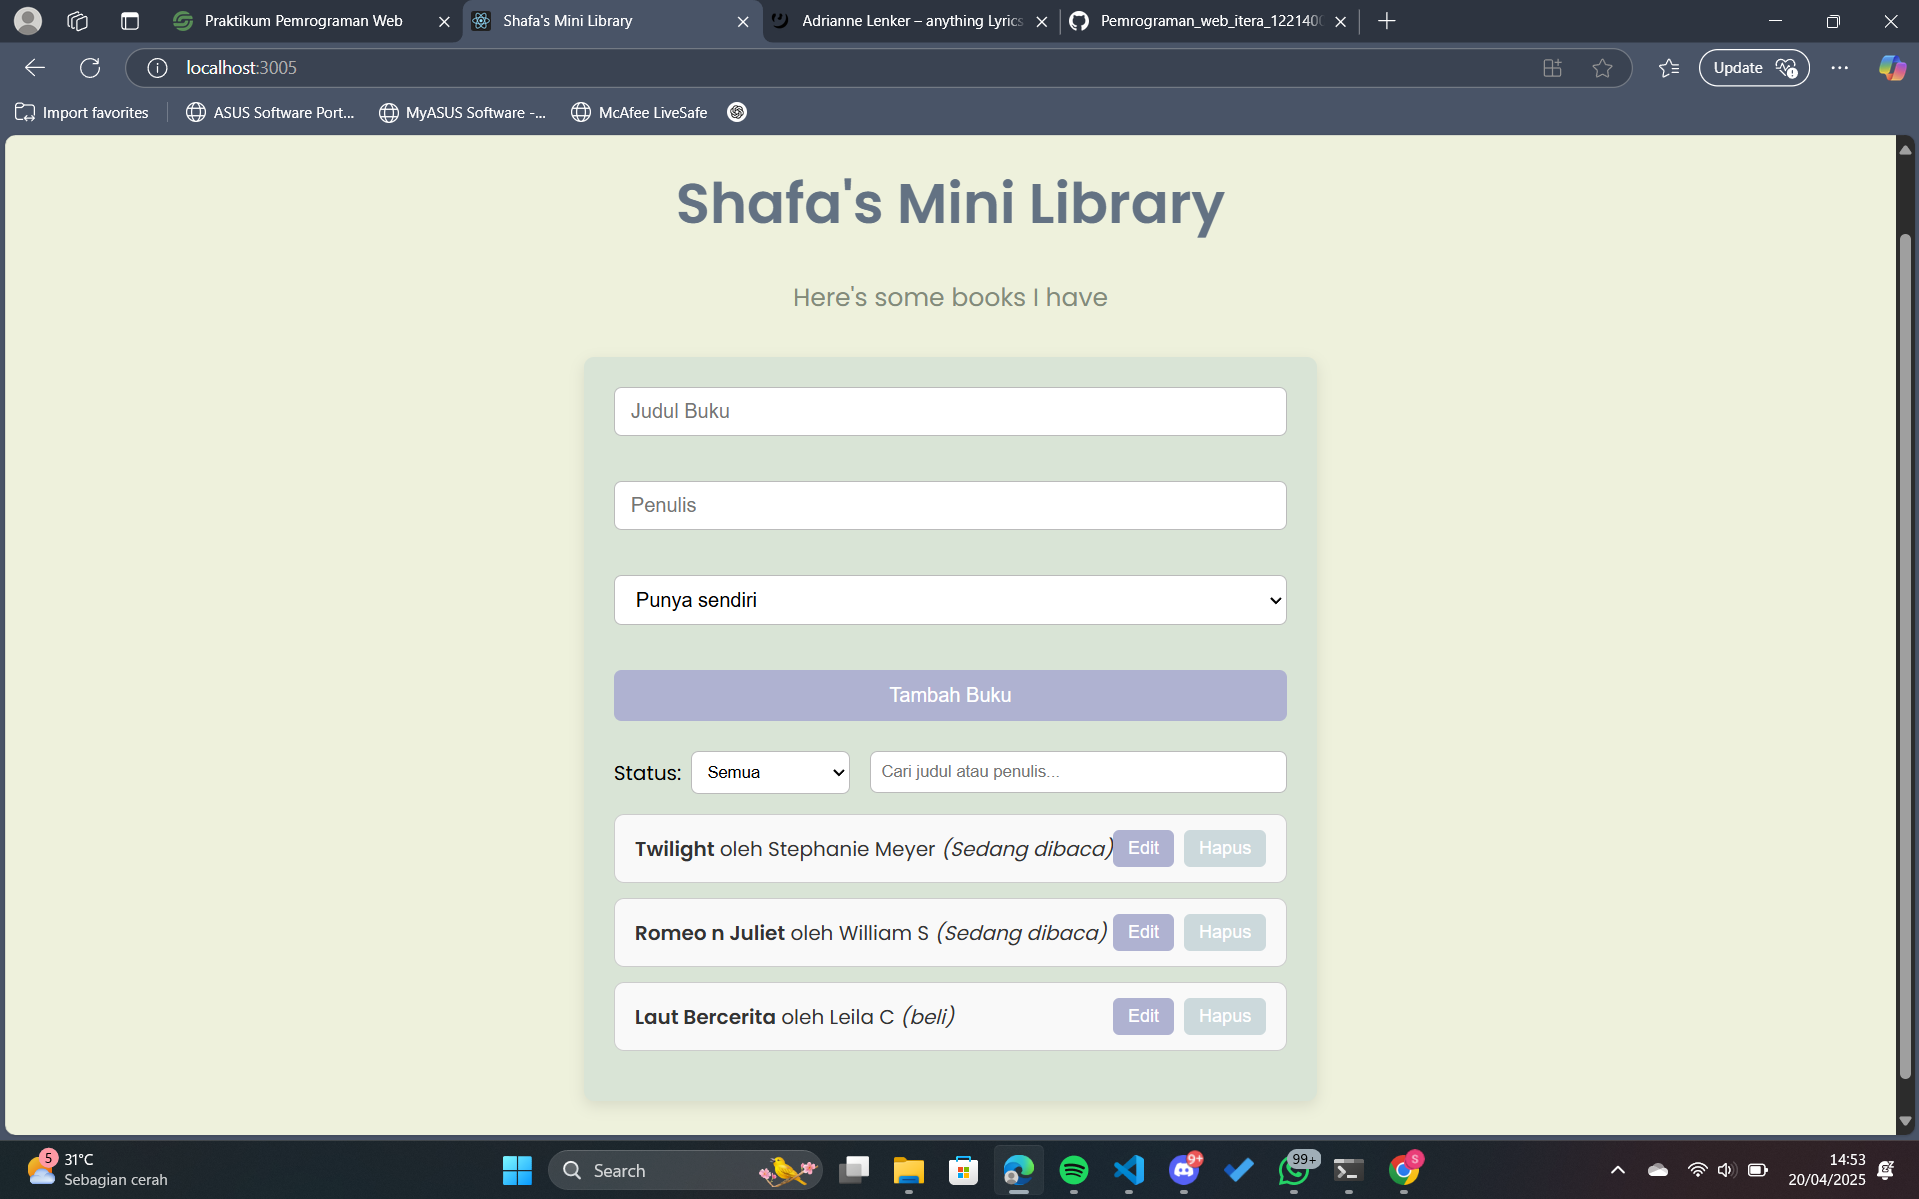 Praktikum Pemrograman Web
Shafa's Mini Library
Adrianne Lenker – anything Lyrics
Pemrograman_web_itera_122140
localhost:3005
Update
Import favorites
ASUS Software Port...
MyASUS Software -...
McAfee LiveSafe
Shafa's Mini Library
Here's some books I have
Judul Buku
Penulis
Punya sendiri
Tambah Buku
Status: Semua Cari judul atau penulis...
Twilight oleh Stephanie Meyer (Sedang dibaca) Edit Hapus
Romeo n Juliet oleh William S (Sedang dibaca) Edit Hapus
Laut Bercerita oleh Leila C (beli) Edit Hapus
5
31°C
Sebagian cerah
Search
9+
99+
S
14:53
20/04/2025